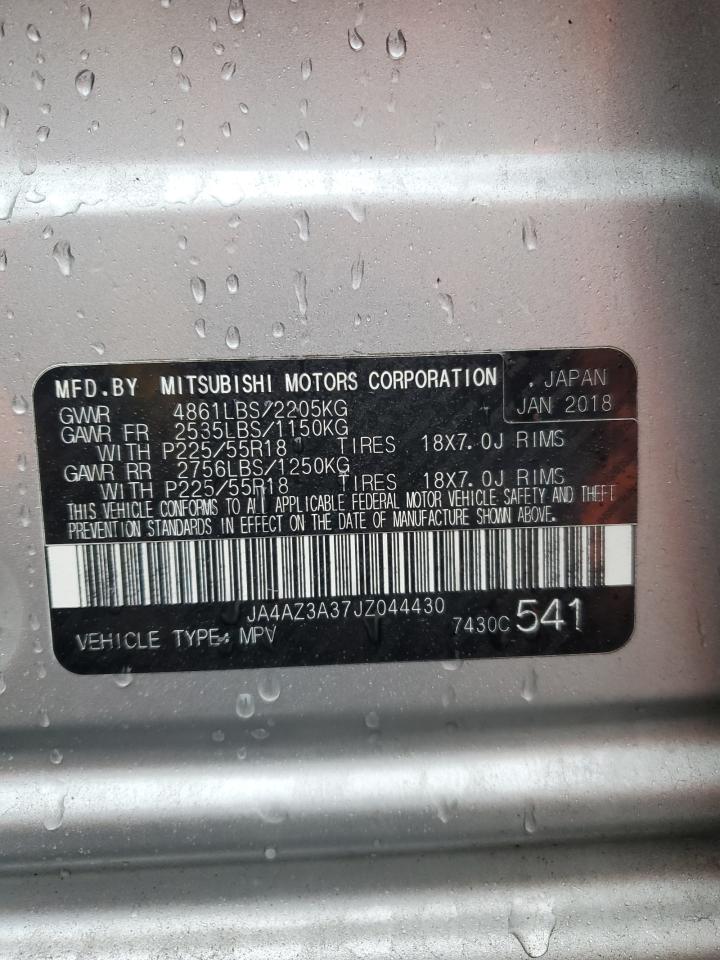 MFD.BY MITSUBISHI MOTORS CORPORATION . JAPAN
GVWR 4861LBS/2205KG JAN 2018
GAWR FR 2535LBS/1150KG
WITH P225/55R18 TIRES 18X7.0J RIMS
GAWR RR 2756LBS/1250KG
WITH P225/55R18 TIRES 18X7.0J RIMS
THIS VEHICLE CONFORMS TO ALL APPLICABLE FEDERAL MOTOR VEHICLE SAFETY AND THEFT
PREVENTION STANDARDS IN EFFECT ON THE DATE OF MANUFACTURE SHOWN ABOVE.
JA4AZ3A37JZ044430
VEHICLE TYPE: MPV 7430C 541